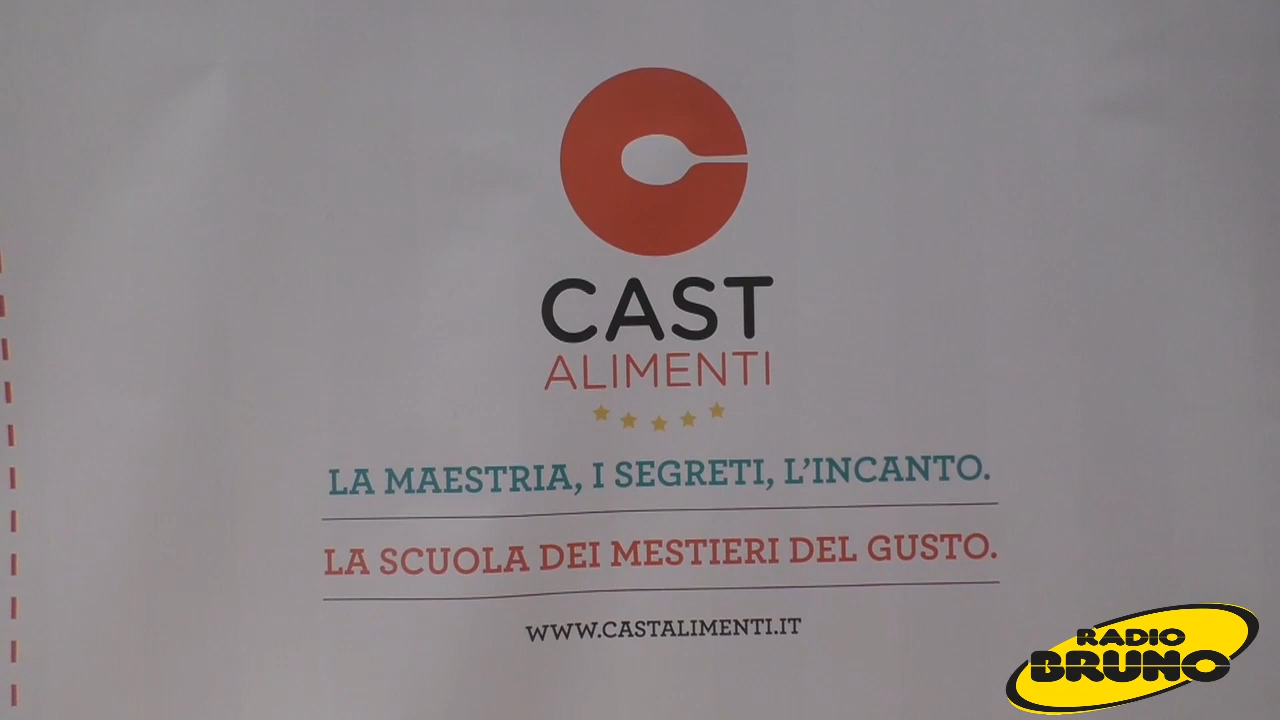 CAST
ALIMENTI
LA MAESTRIA, I SEGRETI, L'INCANTO.
LA SCUOLA DEI MESTIERI DEL GUSTO.
WWW.CASTALIMENTI.IT
RADIO
BRUNO